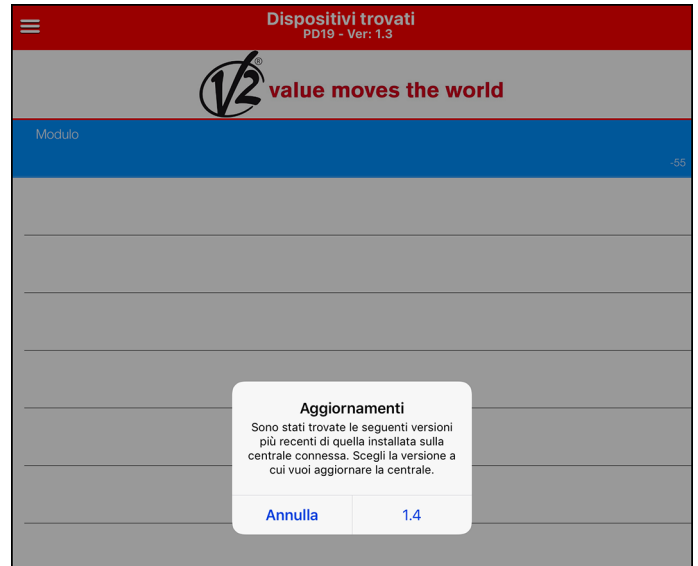 Dispositivi trovati
PD19 - Ver: 1.3
V2®
value moves the world
Modulo
-55
Aggiornamenti
Sono stati trovate le seguenti versioni
più recenti di quella installata sulla
centrale connessa. Scegli la versione a
cui vuoi aggiornare la centrale.
Annulla
1.4